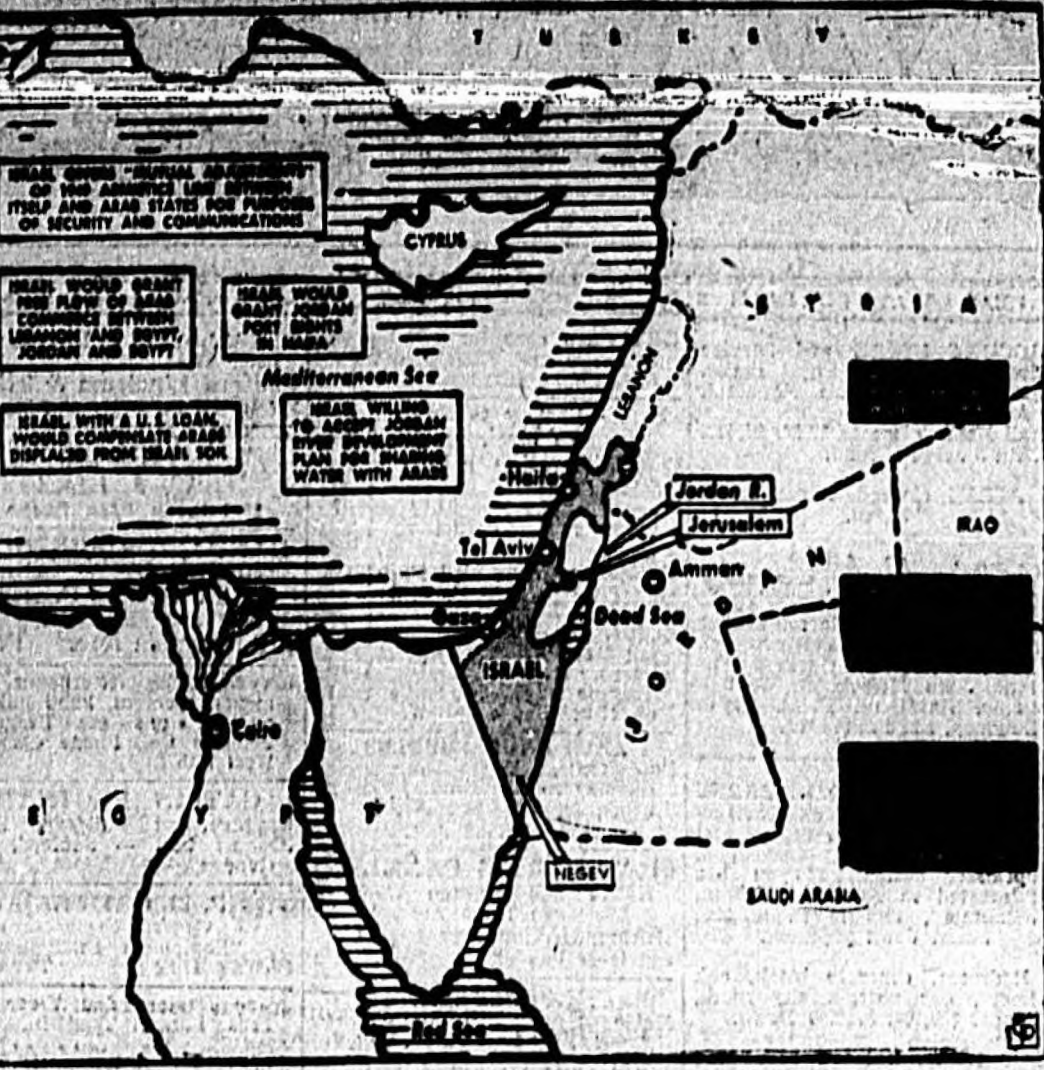 TURKEY
ISRAEL OFFERS "MUTUAL ADJUSTMENTS"
OF 1949 ARMISTICE LINE BETWEEN
ITSELF AND ARAB STATES FOR PURPOSES
OF SECURITY AND COMMUNICATIONS
CYPRUS
ISRAEL WOULD GRANT
FREE FLOW OF ARAB
COMMERCE BETWEEN
LEBANON AND EGYPT,
JORDAN AND EGYPT
ISRAEL WOULD
GRANT JORDAN
PORT RIGHTS
IN HAIFA
SYRIA
Mediterranean Sea
LEBANON
ISRAEL, WITH A U.S. LOAN,
WOULD COMPENSATE ARABS
DISPLACED FROM ISRAEL SOIL
ISRAEL WILLING
TO ACCEPT JORDAN
RIVER DEVELOPMENT
PLAN FOR SHARING
WATER WITH ARABS
Haifa
Jordan R.
Jerusalem
IRAQ
Tel Aviv
Amman
JORDAN
Gaza
Dead Sea
ISRAEL
Cairo
EGYPT
NEGEV
SAUDI ARABIA
Red Sea